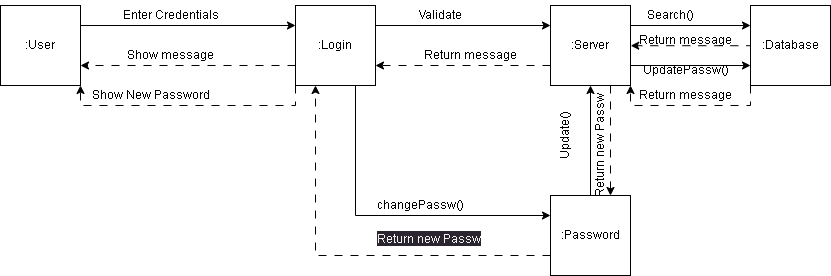 Enter Credentials
Validate
Search()
:User
:Login
:Server
:Database
Show message
Return message
Return message
UpdatePassw()
Show New Password
Return message
Update()
Return new Passw
changePassw()
Return new Passw
:Password